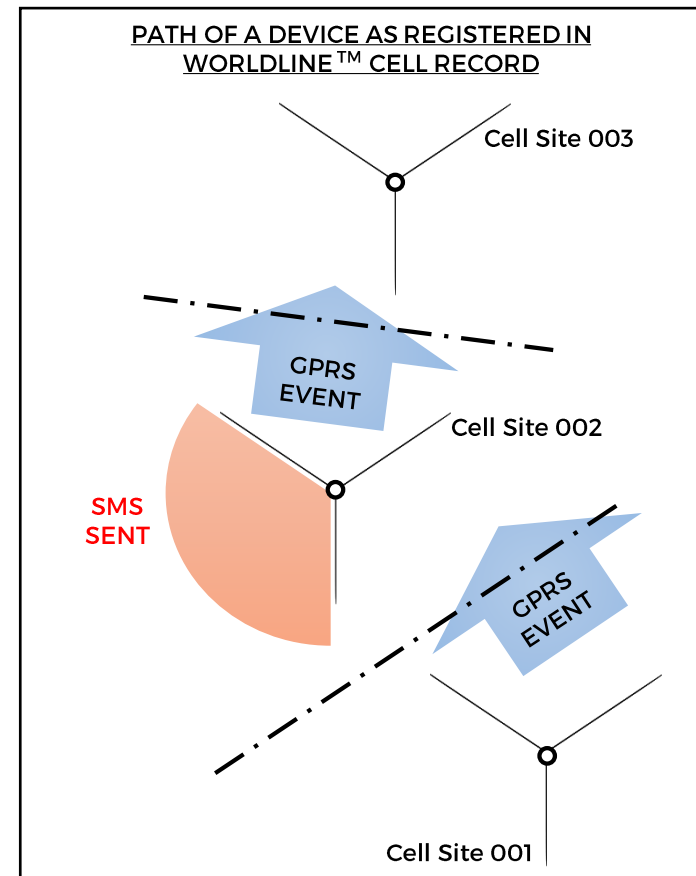 PATH OF A DEVICE AS REGISTERED IN
WORLDLINE™ CELL RECORD
Cell Site 003
GPRS
EVENT
Cell Site 002
SMS
SENT
GPRS
EVENT
Cell Site 001